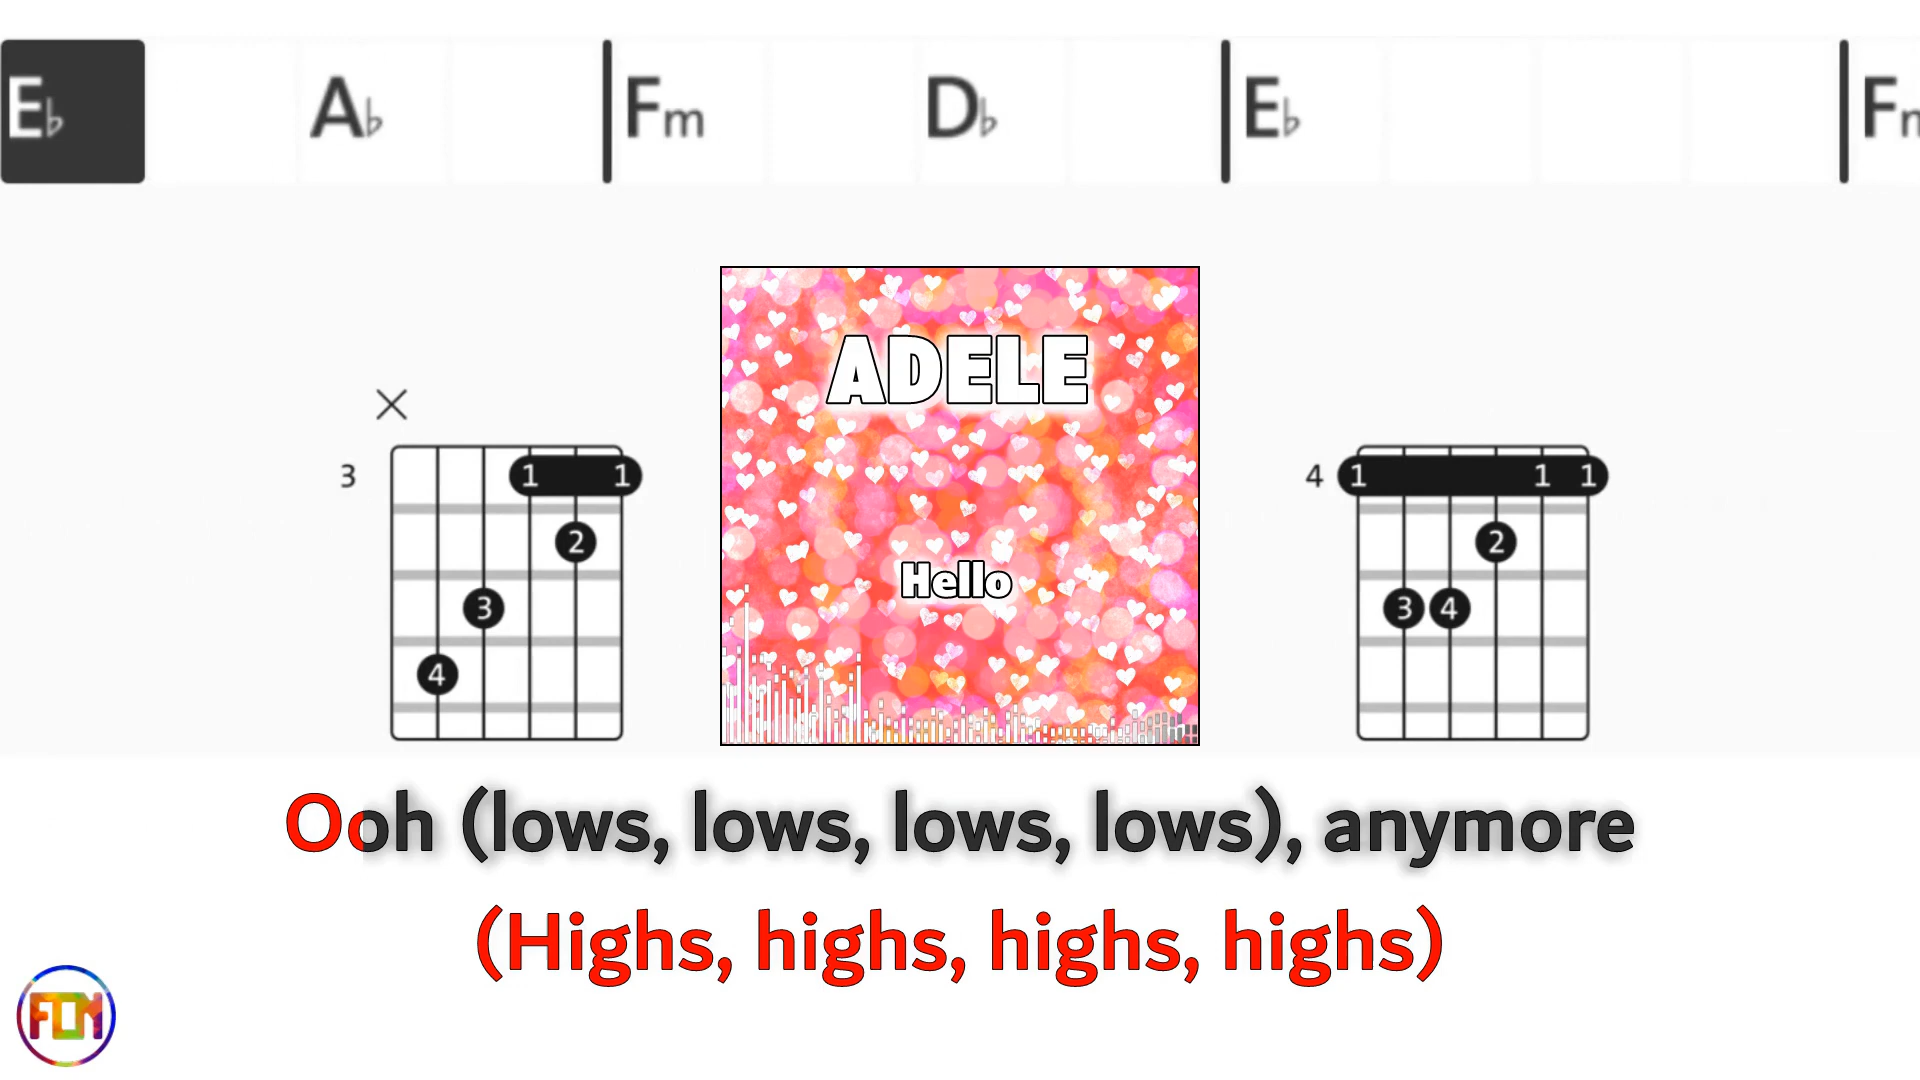 E♭ A♭ Fm D♭ E♭
ADELE
3 1 1
4 1 1 1
2
2
3
3 4
Hello
4
Ooh (lows, lows, lows, lows), anymore
(Highs, highs, highs, highs)